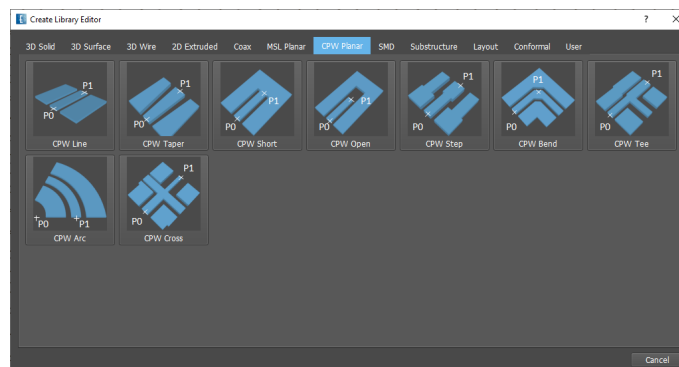 Create Library Editor ? ×
3D Solid 3D Surface 3D Wire 2D Extruded Coax MSL Planar CPW Planar SMD Substructure Layout Conformal User
P0 P1 P0 P1 P0 P1 P0 P1 P0 P1 P0 P1 P0 P1
CPW Line CPW Taper CPW Short CPW Open CPW Step CPW Bend CPW Tee
P0 P1 P0 P1
CPW Arc CPW Cross
Cancel